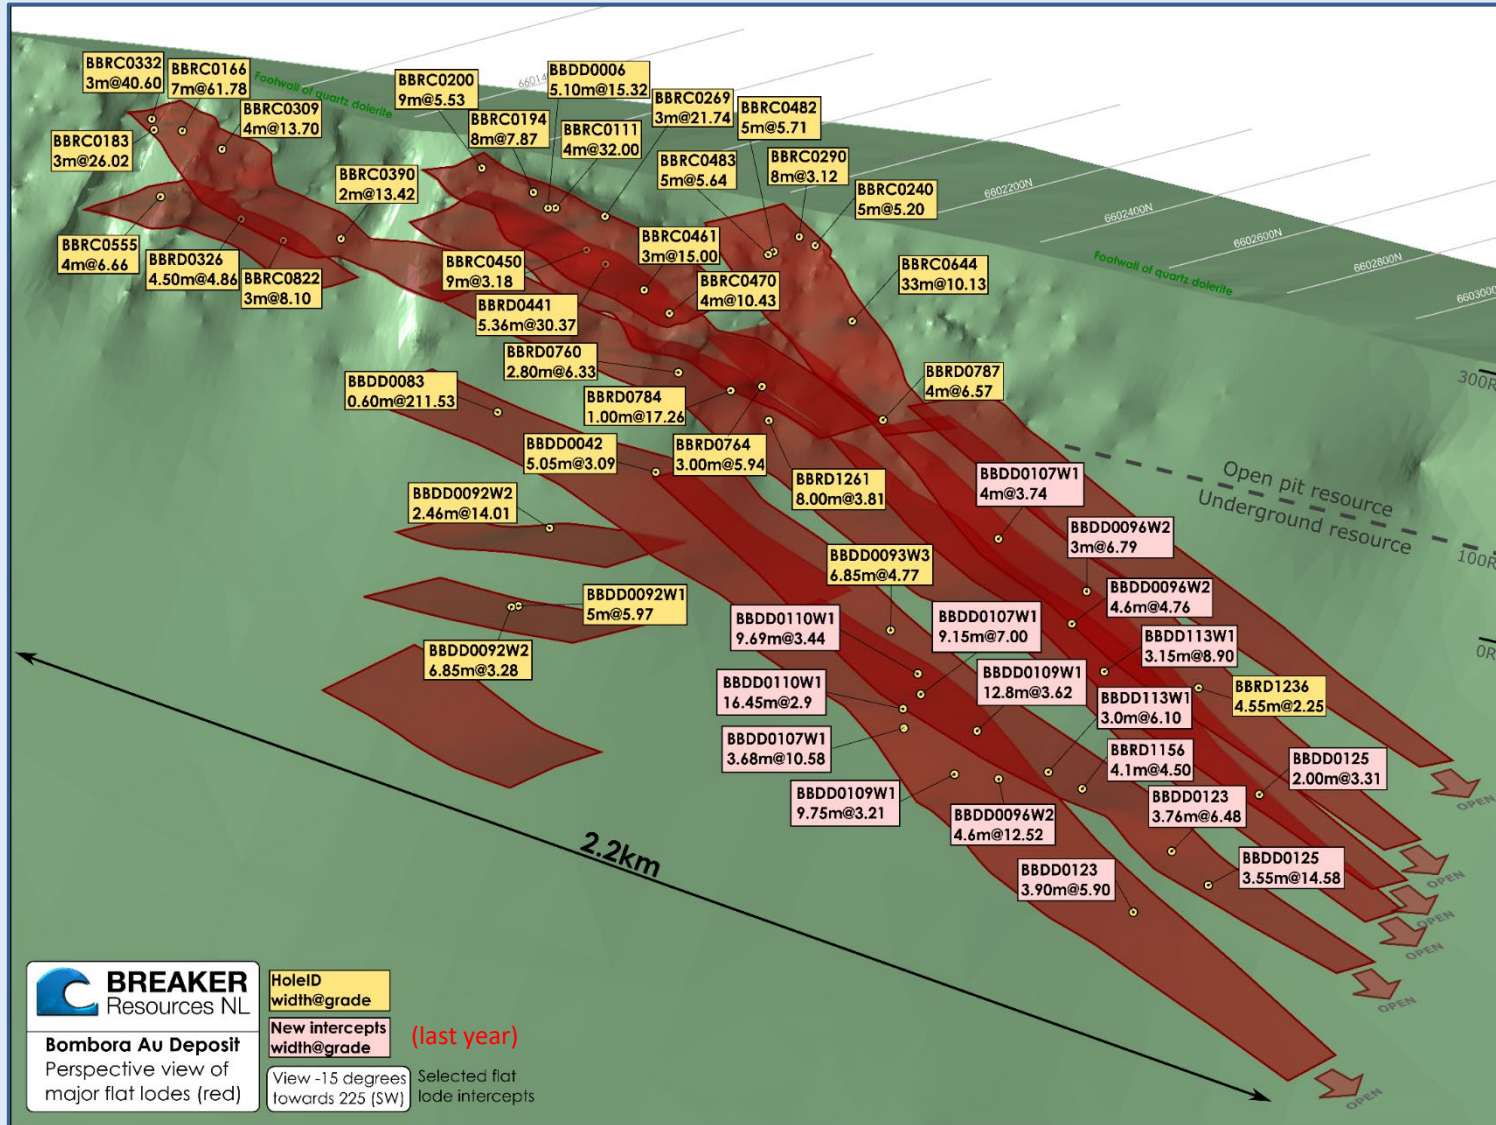 BBRC0332
3m@40.60
BBRC0166
7m@61.78
BBRC0309
4m@13.70
BBRC0183
3m@26.02
Footwall of quartz dolerite
BBRC0200
9m@5.53
BBDD0006
5.10m@15.32
BBRC0269
3m@21.74
BBRC0194
8m@7.87
BBRC0111
4m@32.00
BBRC0482
5m@5.71
BBRC0483
5m@5.64
BBRC0290
8m@3.12
BBRC0240
5m@5.20
BBRC0390
2m@13.42
6602200N
6602400N
6602600N
6602800N
6603000
Footwall of quartz dolerite
BBRC0555
4m@6.66
BBRD0326
4.50m@4.86
BBRC0822
3m@8.10
BBRC0450
9m@3.18
BBRC0461
3m@15.00
BBRC0470
4m@10.43
BBRC0644
33m@10.13
BBRD0441
5.36m@30.37
BBRD0760
2.80m@6.33
BBDD0083
0.60m@211.53
BBRD0784
1.00m@17.26
BBRD0787
4m@6.57
300R
BBDD0042
5.05m@3.09
BBRD0764
3.00m@5.94
BBRD1261
8.00m@3.81
BBDD0107W1
4m@3.74
Open pit resource
Underground resource
100R
BBDD0092W2
2.46m@14.01
BBDD0096W2
3m@6.79
BBDD0093W3
6.85m@4.77
BBDD0096W2
4.6m@4.76
BBDD0092W1
5m@5.97
BBDD0110W1
9.69m@3.44
BBDD0107W1
9.15m@7.00
BBDD113W1
3.15m@8.90
0R
BBDD0092W2
6.85m@3.28
BBDD0110W1
16.45m@2.9
BBDD0109W1
12.8m@3.62
BBDD113W1
3.0m@6.10
BBRD1236
4.55m@2.25
BBDD0107W1
3.68m@10.58
BBRD1156
4.1m@4.50
BBDD0125
2.00m@3.31
BBDD0109W1
9.75m@3.21
BBDD0096W2
4.6m@12.52
BBDD0123
3.76m@6.48
BBDD0123
3.90m@5.90
BBDD0125
3.55m@14.58
2.2km
OPEN
OPEN
OPEN
OPEN
OPEN
OPEN
BREAKER
Resources NL
Bombora Au Deposit
Perspective view of
major flat lodes (red)
HoleID
width@grade
New intercepts
width@grade
(last year)
View -15 degrees
towards 225 (SW)
Selected flat
lode intercepts